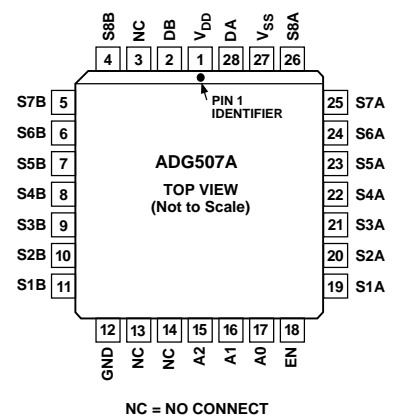 S8B NC DB VDD DA VSS S8A
4 3 2 1 28 27 26
PIN 1
IDENTIFIER
S7B 5 25 S7A
S6B 6 24 S6A
S5B 7 ADG507A 23 S5A
S4B 8 TOP VIEW 22 S4A
(Not to Scale)
S3B 9 21 S3A
S2B 10 20 S2A
S1B 11 19 S1A
12 13 14 15 16 17 18
GND NC NC A2 A1 A0 EN
NC = NO CONNECT